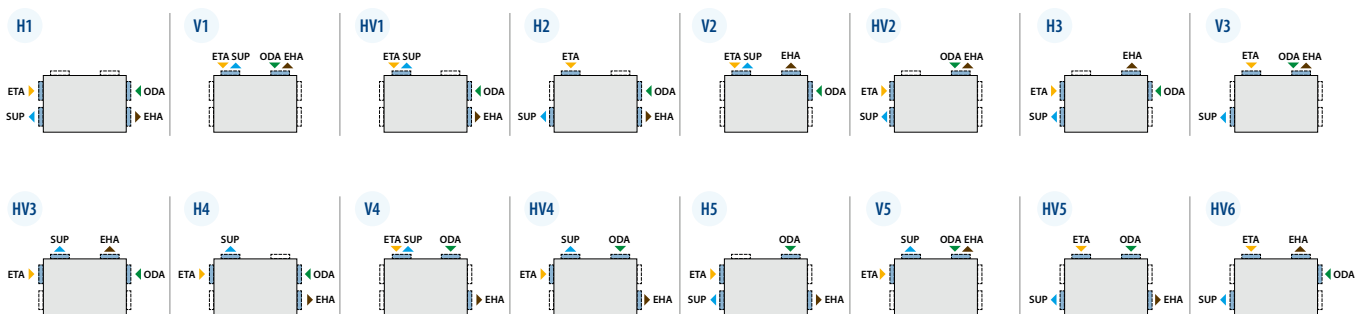 H1 V1 HV1 H2 V2 HV2 H3 V3
ETA SUP ODA EHA ETA SUP ETA ETA SUP EHA ODA EHA EHA ETA ODA EHA
ETA ODA ODA ODA ODA ETA ETA ODA
SUP EHA EHA SUP EHA SUP SUP SUP
HV3 H4 V4 HV4 H5 V5 HV5 HV6
SUP EHA SUP ETA SUP ODA SUP ODA ODA SUP ODA EHA ETA ODA ETA EHA
ETA ODA ETA ODA ETA ETA ETA ODA
EHA EHA EHA SUP EHA SUP EHA SUP